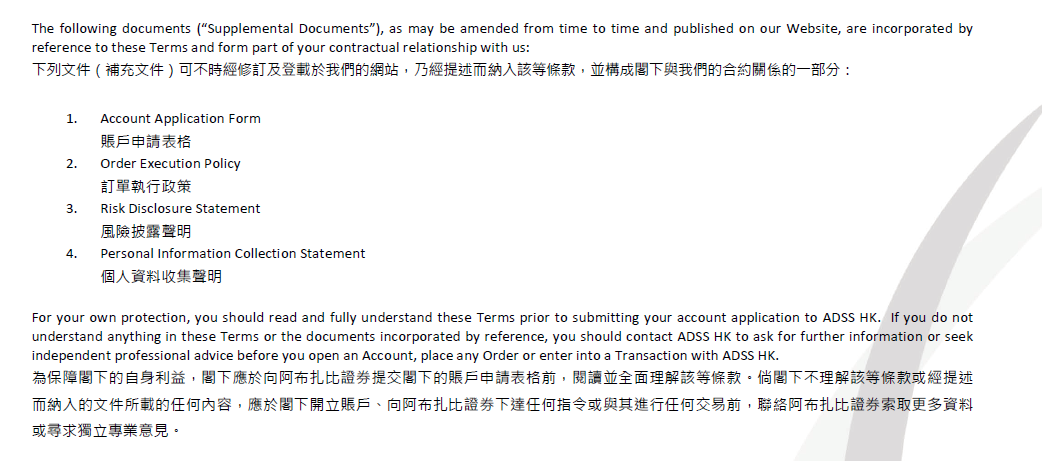 The following documents (“Supplemental Documents”), as may be amended from time to time and published on our Website, are incorporated by
reference to these Terms and form part of your contractual relationship with us:
下列文件（補充文件）可不時經修訂及登載於我們的網站，乃經提述而納入該等條款，並構成閣下與我們的合約關係的一部分：
1. Account Application Form
賬戶申請表格
2. Order Execution Policy
訂單執行政策
3. Risk Disclosure Statement
風險披露聲明
4. Personal Information Collection Statement
個人資料收集聲明
For your own protection, you should read and fully understand these Terms prior to submitting your account application to ADSS HK. If you do not
understand anything in these Terms or the documents incorporated by reference, you should contact ADSS HK to ask for further information or seek
independent professional advice before you open an Account, place any Order or enter into a Transaction with ADSS HK.
為保障閣下的自身利益，閣下應於向阿布扎比證券提交閣下的賬戶申請表格前，閱讀並全面理解該等條款。倘閣下不理解該等條款或經提述
而納入的文件所載的任何內容，應於閣下開立賬戶、向阿布扎比證券下達任何指令或與其進行任何交易前，聯絡阿布扎比證券索取更多資料
或尋求獨立專業意見。